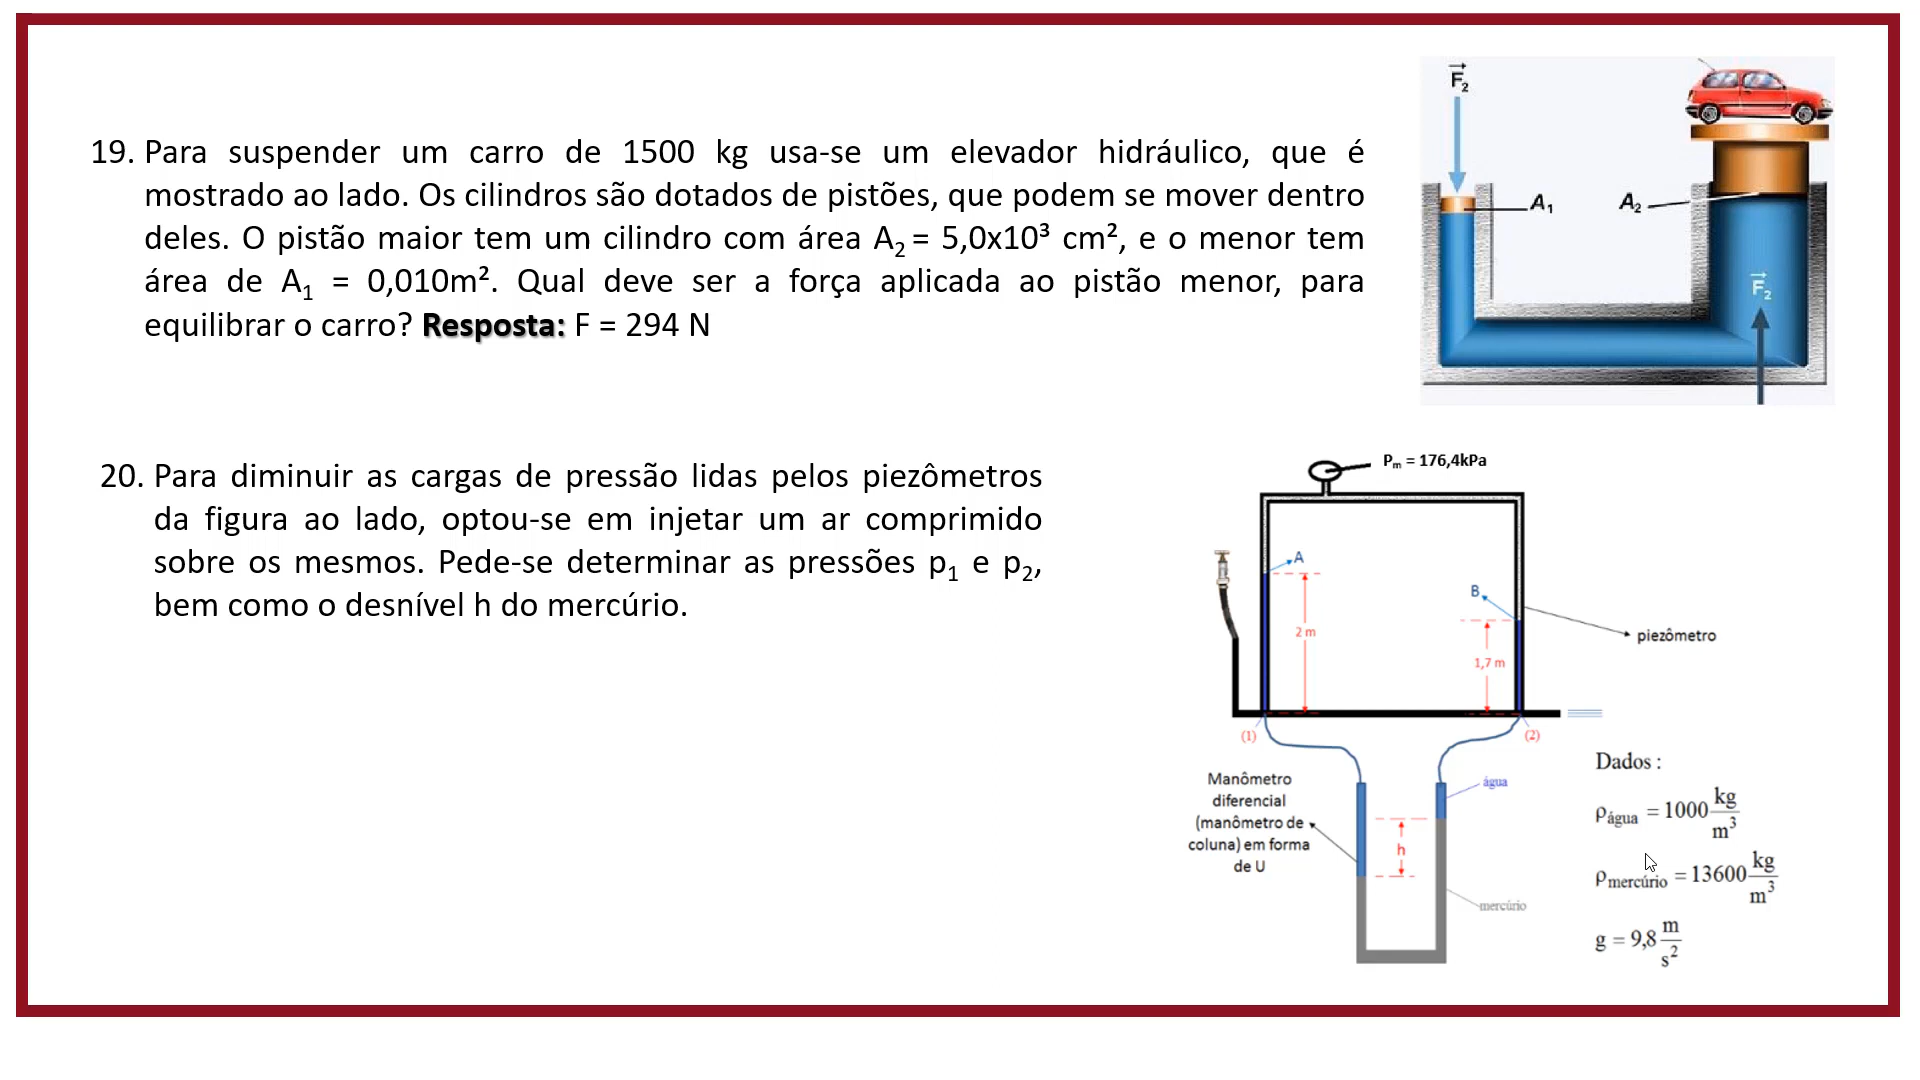 19. Para suspender um carro de 1500 kg usa-se um elevador hidráulico, que é
mostrado ao lado. Os cilindros são dotados de pistões, que podem se mover dentro
deles. O pistão maior tem um cilindro com área A₂ = 5,0x10³ cm², e o menor tem
área de A₁ = 0,010m². Qual deve ser a força aplicada ao pistão menor, para
equilibrar o carro? Resposta: F = 294 N
F₂
A₁
A₂
F₂
20. Para diminuir as cargas de pressão lidas pelos piezômetros
da figura ao lado, optou-se em injetar um ar comprimido
sobre os mesmos. Pede-se determinar as pressões p₁ e p₂,
bem como o desnível h do mercúrio.
Pₘ = 176,4kPa
A
B
2 m
1,7 m
piezômetro
(1)
(2)
Manômetro
diferencial
(manômetro de
coluna) em forma
de U
água
h
mercúrio
Dados :
ρágua = 1000 kg/m³
ρmercúrio = 13600 kg/m³
g = 9,8 m/s²